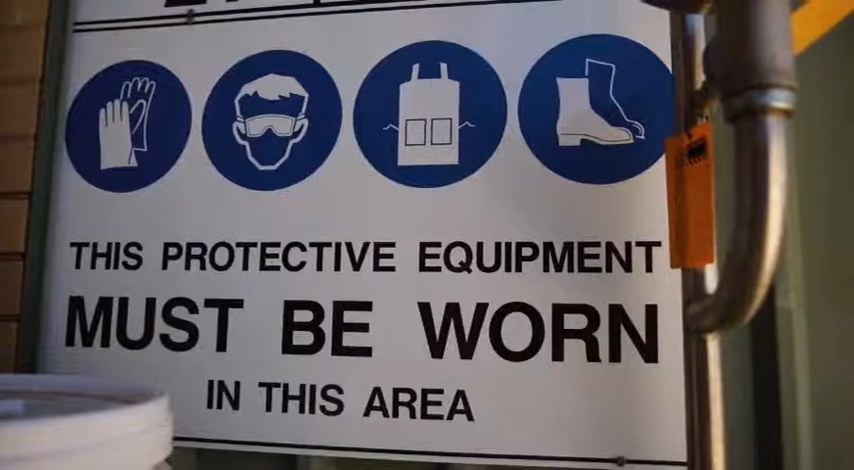 THIS PROTECTIVE EQUIPMENT
MUST BE WORN
IN THIS AREA